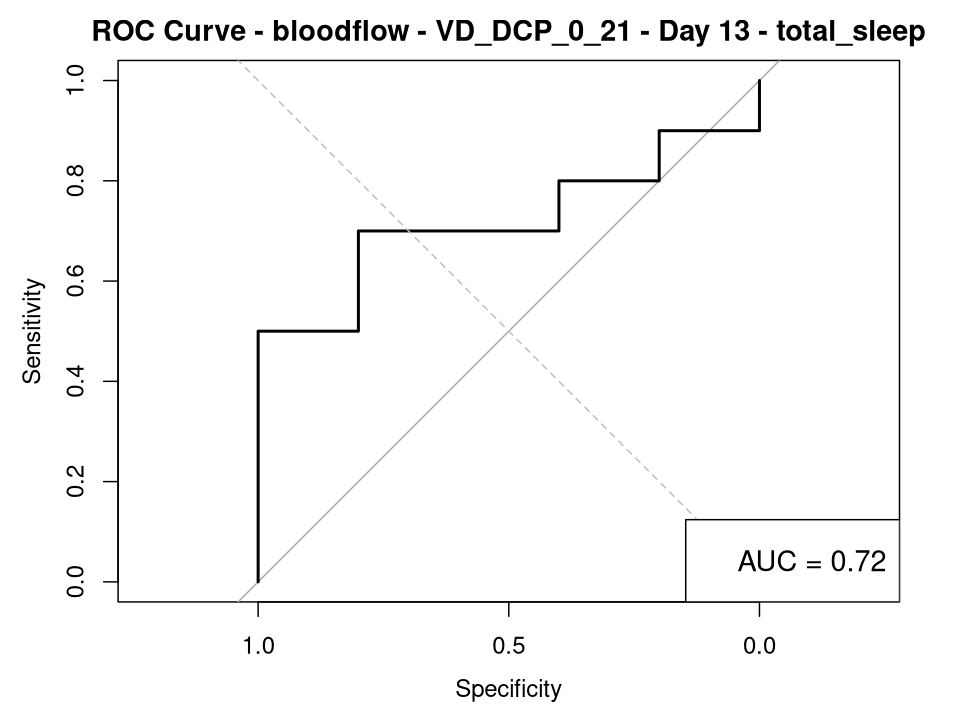 ROC Curve - bloodflow - VD_DCP_0_21 - Day 13 - total_sleep
1.0
0.8
0.6
0.4
0.2
0.0
Sensitivity
AUC = 0.72
1.0 0.5 0.0
Specificity